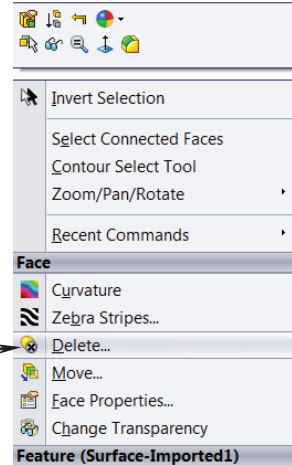 Invert Selection
Select Connected Faces
Contour Select Tool
Zoom/Pan/Rotate
Recent Commands
Face
Curvature
Zebra Stripes...
Delete...
Move...
Face Properties...
Change Transparency
Feature (Surface-Imported1)